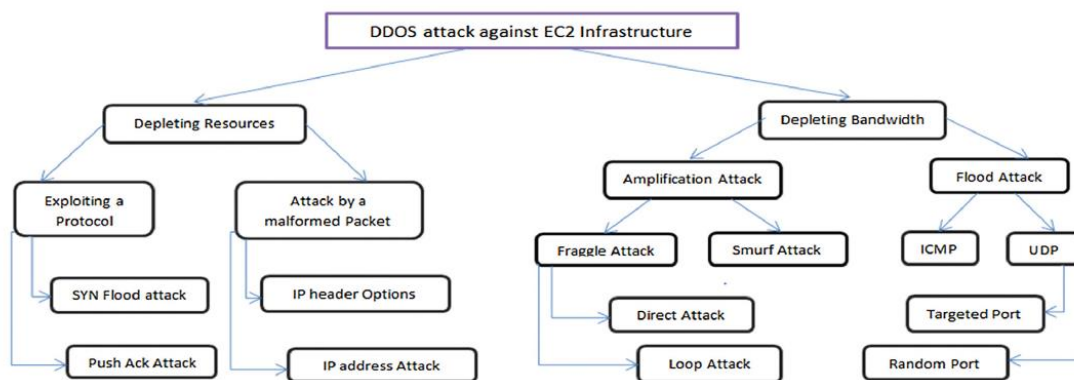 DDOS attack against EC2 Infrastructure
Depleting Resources
Depleting Bandwidth
Exploiting a
Protocol
Attack by a
malformed Packet
Amplification Attack
Flood Attack
Fraggle Attack
Smurf Attack
ICMP
UDP
SYN Flood attack
IP header Options
Direct Attack
Targeted Port
Push Ack Attack
IP address Attack
Loop Attack
Random Port